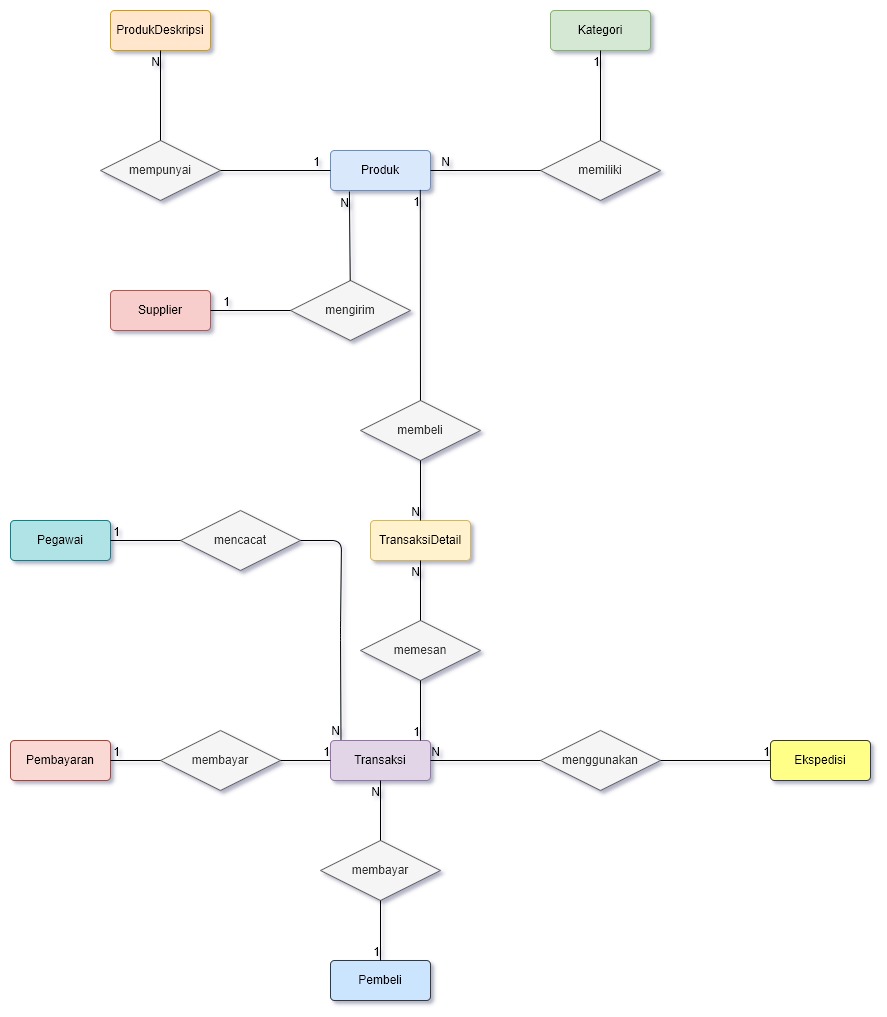 ProdukDeskripsi
Kategori
N
1
mempunyai
1
Produk
N
memiliki
N
1
Supplier
1
mengirim
membeli
N
Pegawai
1
mencacat
TransaksiDetail
N
memesan
N
1
Pembayaran
1
membayar
1
Transaksi
N
menggunakan
1
Ekspedisi
N
membayar
1
Pembeli